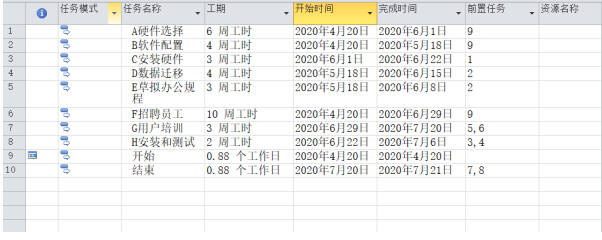 任务模式 任务名称 工期 开始时间 完成时间 前置任务 资源名称
1 A硬件选择 6 周工时 2020年4月20日 2020年6月1日 9
2 B软件配置 4 周工时 2020年4月20日 2020年5月18日 9
3 C安装硬件 3 周工时 2020年6月1日 2020年6月22日 1
4 D数据迁移 4 周工时 2020年5月18日 2020年6月15日 2
5 E草拟办公规 3 周工时 2020年5月18日 2020年6月8日 2
程
6 F招聘员工 10 周工时 2020年4月20日 2020年6月29日 9
7 G用户培训 3 周工时 2020年6月29日 2020年7月20日 5,6
8 H安装和测试 2 周工时 2020年6月22日 2020年7月6日 3,4
9 开始 0.88 个工作日 2020年4月20日 2020年4月20日
10 结束 0.88 个工作日 2020年7月20日 2020年7月21日 7,8